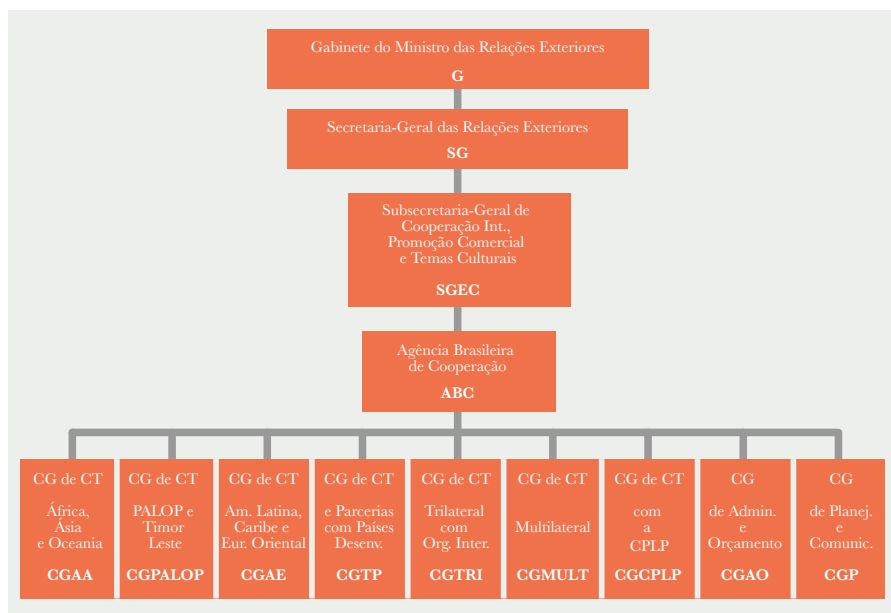 Gabinete do Ministro das Relações Exteriores
G
Secretaria-Geral das Relações Exteriores
SG
Subsecretaria-Geral de
Cooperação Int.,
Promoção Comercial
e Temas Culturais
SGEC
Agência Brasileira
de Cooperação
ABC
CG de CT
África,
Ásia
e Oceania
CGAA
CG de CT
PALOP e
Timor
Leste
CGPALOP
CG de CT
Am. Latina,
Caribe e
Eur. Oriental
CGAE
CG de CT
e Parcerias
com Países
Desenv.
CGTP
CG de CT
Trilateral
com
Org. Inter.
CGTRI
CG de CT
Multilateral
CGMULT
CG de CT
com
a
CPLP
CGCPLP
CG
de Admin.
e
Orçamento
CGAO
CG
de Planej.
e
Comunic.
CGP